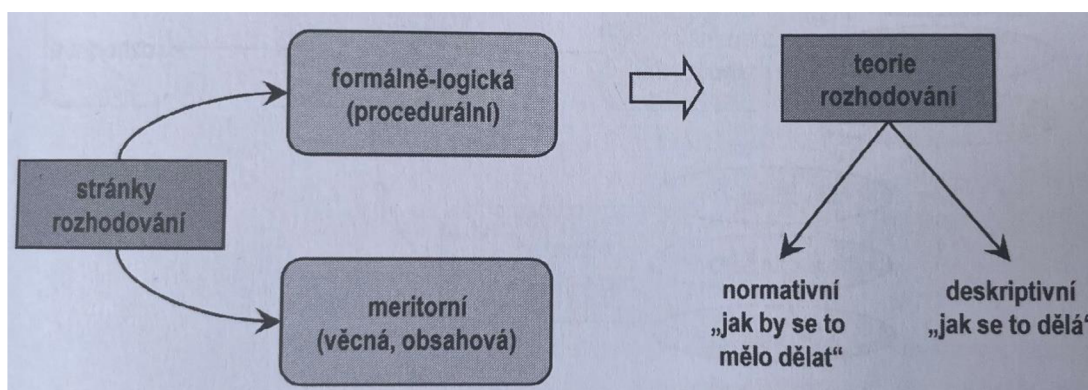 formálně-logická
(procedurální)
teorie
rozhodování
stránky
rozhodování
meritorní
(věcná, obsahová)
normativní
„jak by se to
mělo dělat“
deskriptivní
„jak se to dělá“